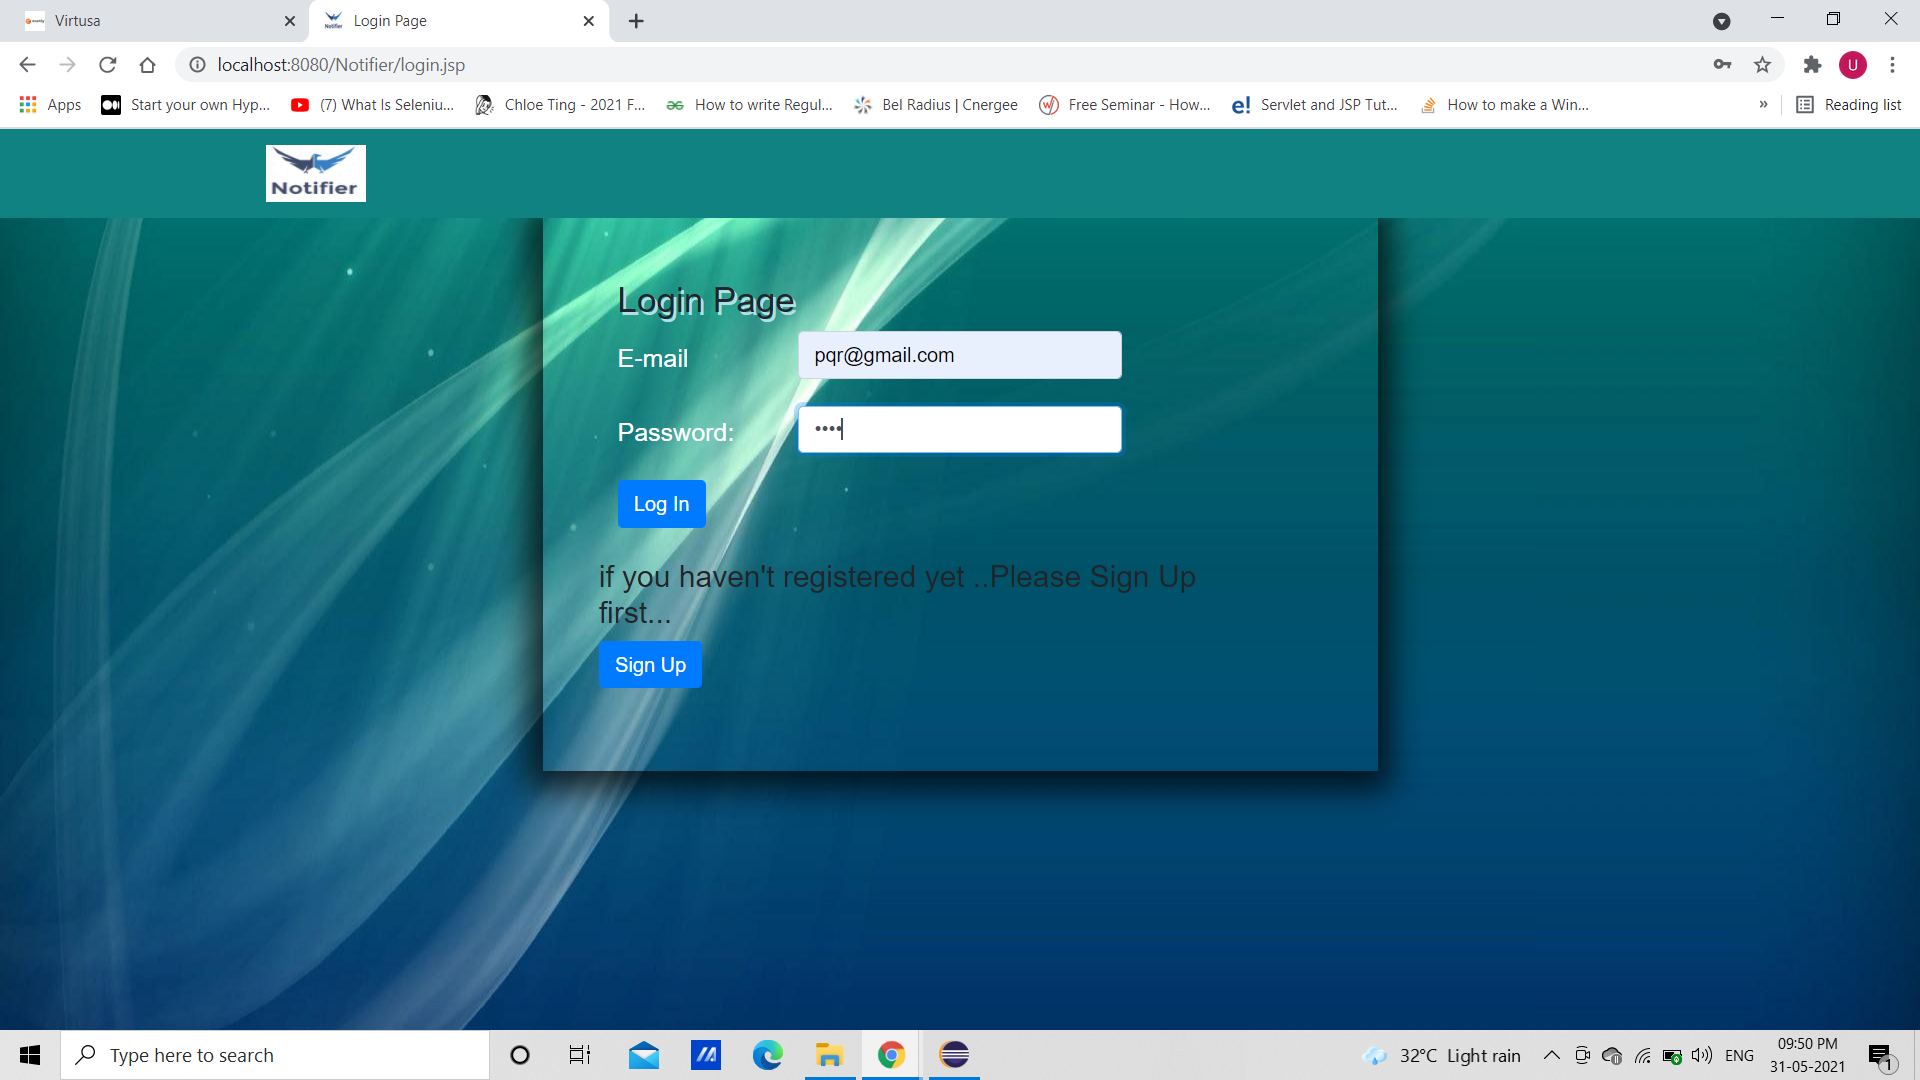 Virtusa
Login Page
localhost:8080/Notifier/login.jsp
U
Apps
Start your own Hyp...
(7) What Is Seleniu...
Chloe Ting - 2021 F...
How to write Regul...
Bel Radius | Cnergee
Free Seminar - How...
e!
Servlet and JSP Tut...
How to make a Win...
»
Reading list
Notifier
Login Page
E-mail
pqr@gmail.com
Password:
••••
Log In
if you haven't registered yet ..Please Sign Up
first...
Sign Up
Type here to search
32°C Light rain
ENG
09:50 PM
31-05-2021
1